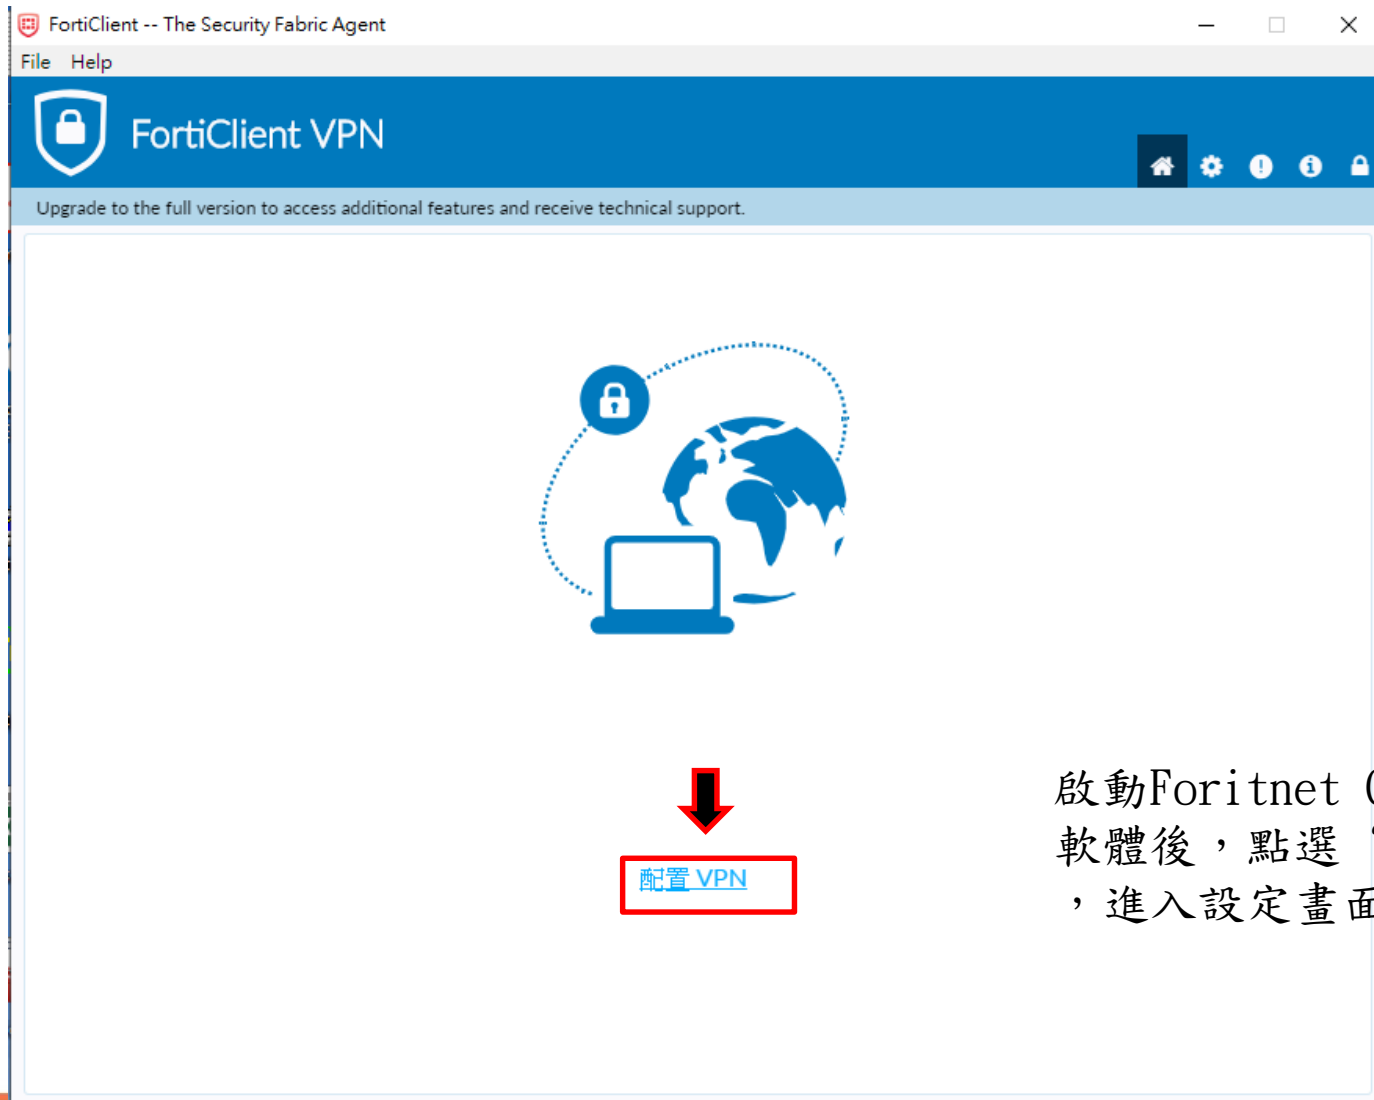 FortiClient -- The Security Fabric Agent
File Help
FortiClient VPN
Upgrade to the full version to access additional features and receive technical support.
啟動Foritnet
軟體後，點選“
配置 VPN
，進入設定畫面